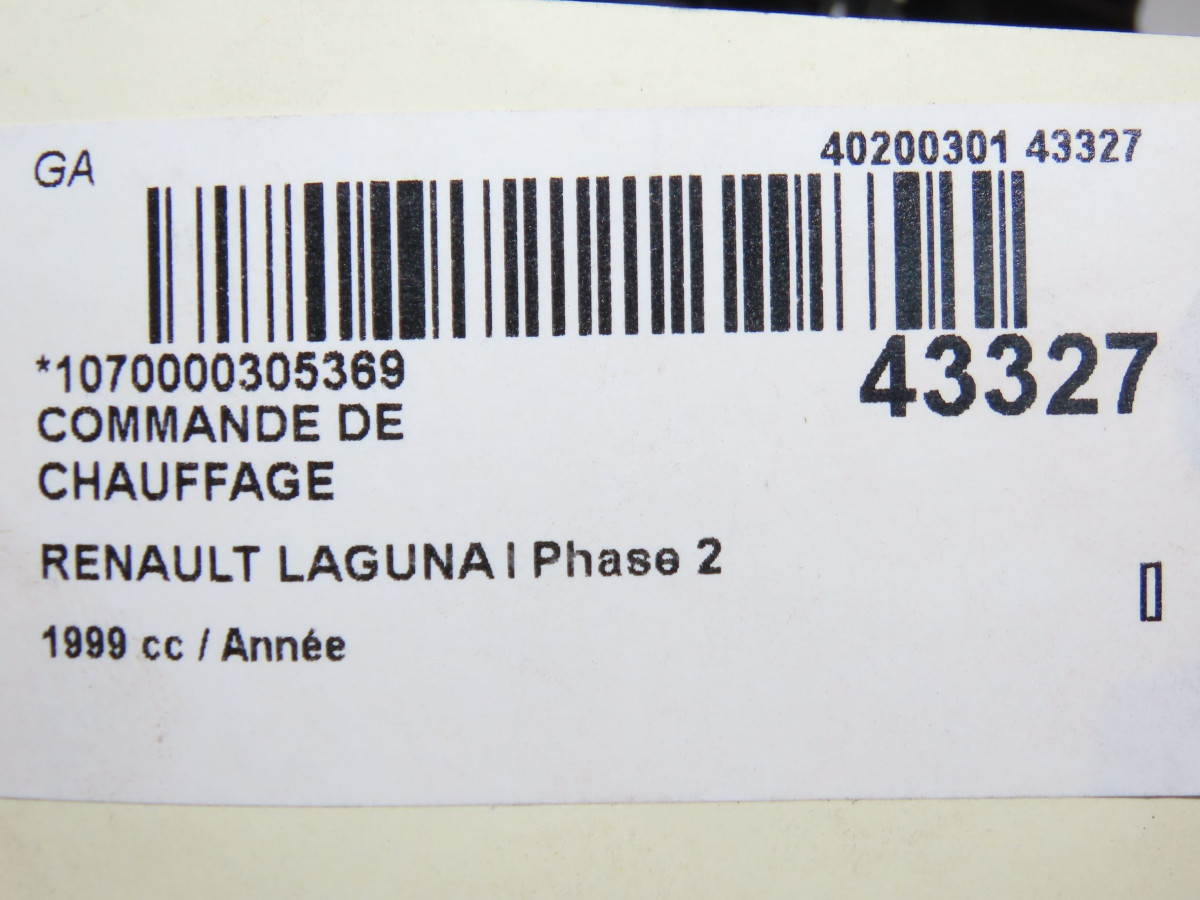 GA
40200301 43327
*1070000305369
43327
COMMANDE DE
CHAUFFAGE
RENAULT LAGUNA I Phase 2
1999 cc / Année